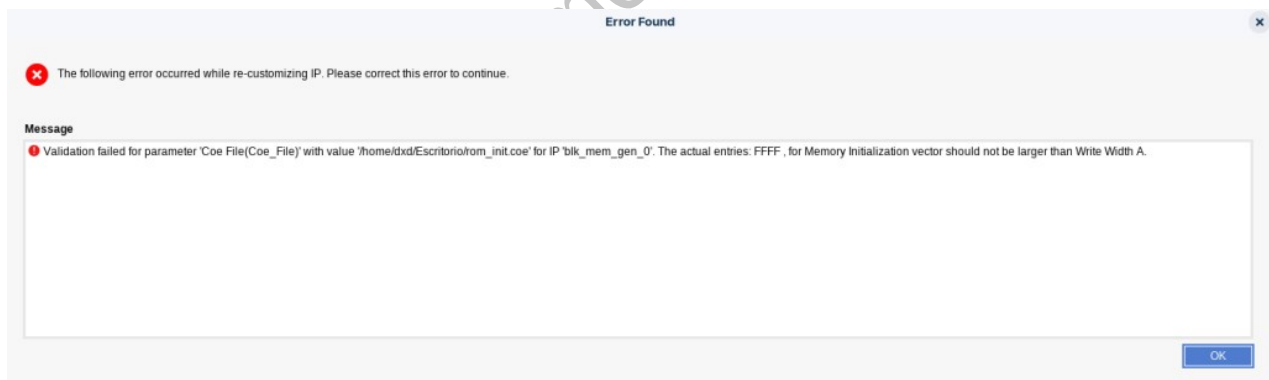 Error Found
The following error occurred while re-customizing IP. Please correct this error to continue.
Message
Validation failed for parameter 'Coe File(Coe_File)' with value '/home/dxd/Escritorio/rom_init.coe' for IP 'blk_mem_gen_0'. The actual entries: FFFF , for Memory Initialization vector should not be larger than Write Width A.
OK